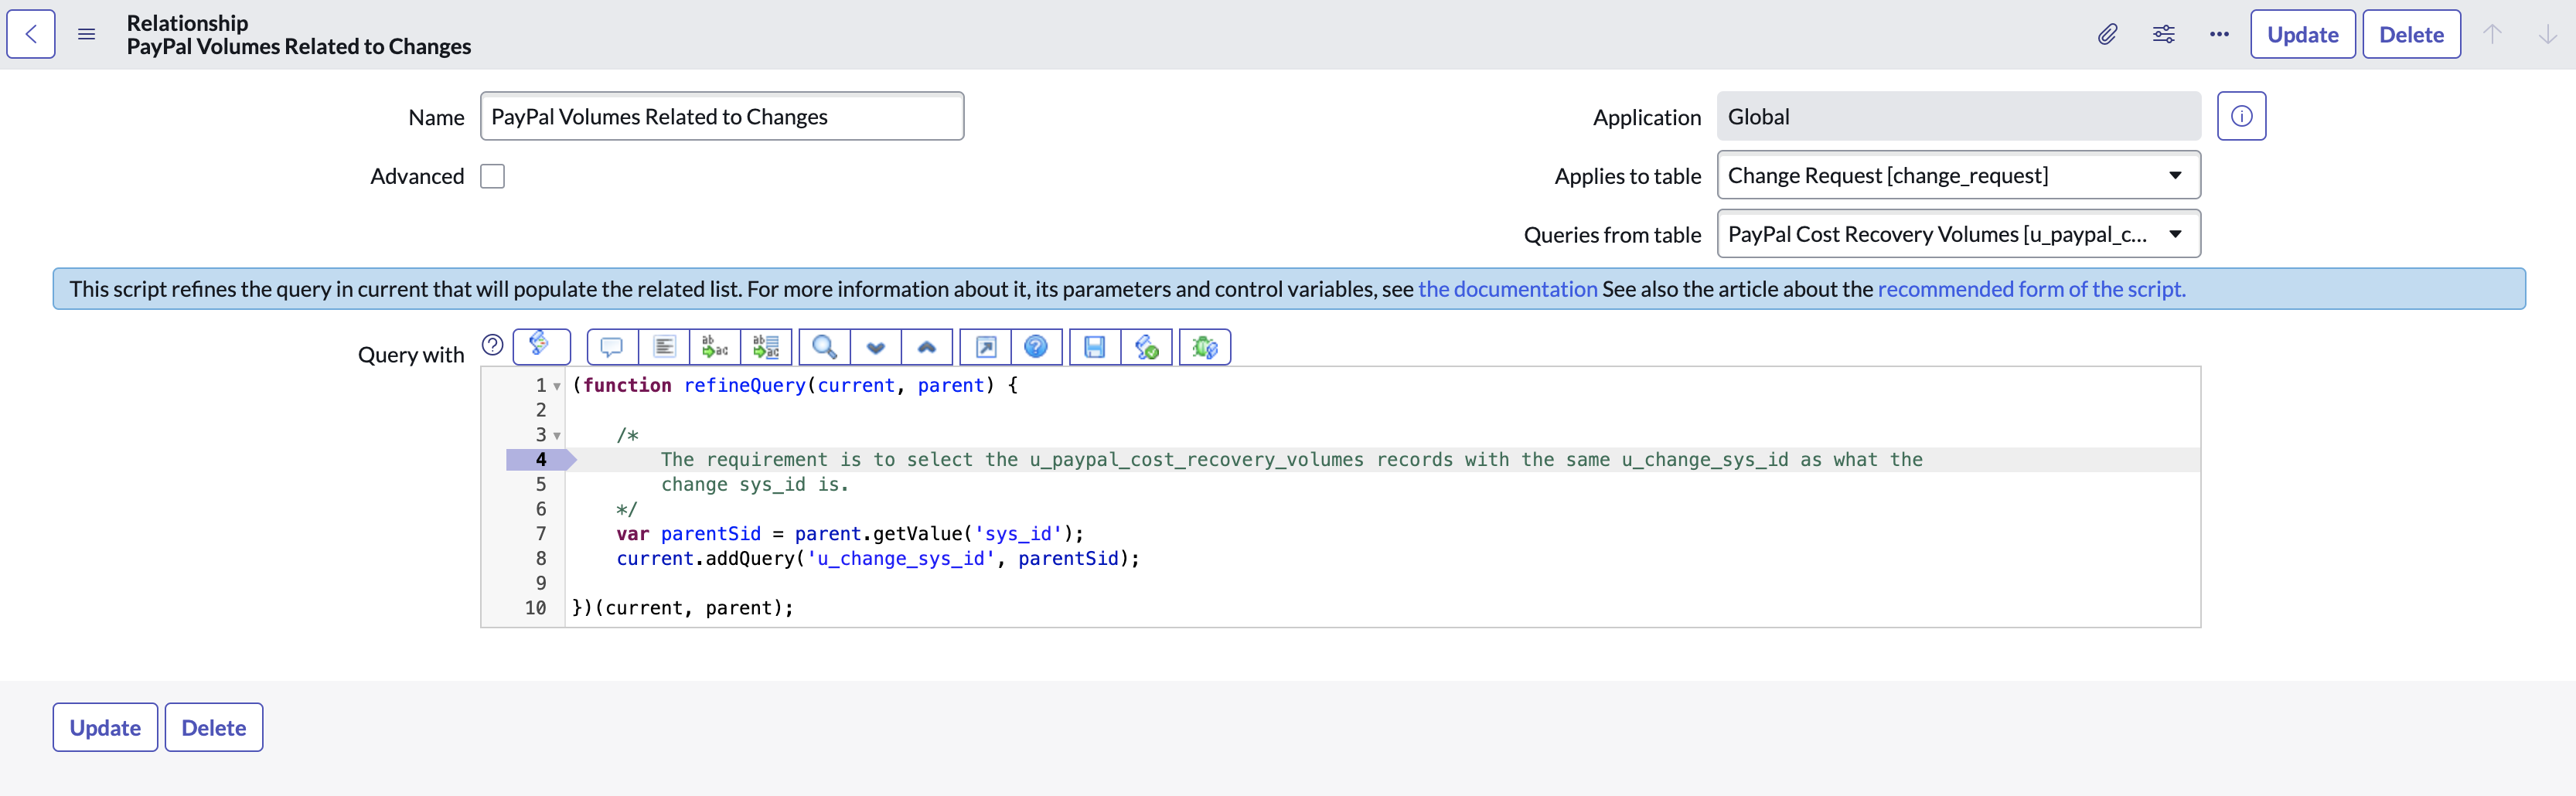 Relationship
PayPal Volumes Related to Changes
Update
Delete
Name
PayPal Volumes Related to Changes
Application
Global
Advanced
Applies to table
Change Request [change_request]
Queries from table
PayPal Cost Recovery Volumes [u_paypal_c...
This script refines the query in current that will populate the related list. For more information about it, its parameters and control variables, see the documentation See also the article about the recommended form of the script.
Query with
1 (function refineQuery(current, parent) {
2
3 /*
4 The requirement is to select the u_paypal_cost_recovery_volumes records with the same u_change_sys_id as what the
5 change sys_id is.
6 */
7 var parentSid = parent.getValue('sys_id');
8 current.addQuery('u_change_sys_id', parentSid);
9
10 })(current, parent);
Update
Delete